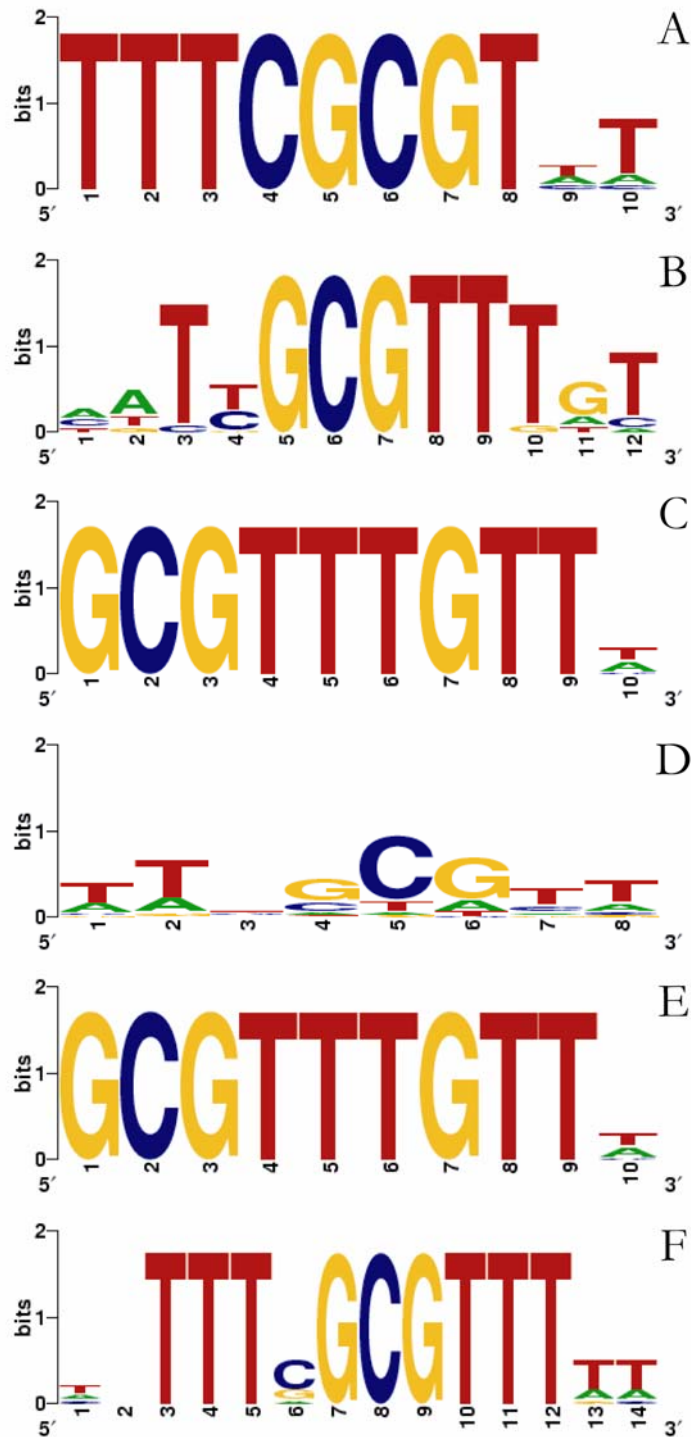 A
2
bits
1
0
T T T C G C G T T T
A A
C C
1 2 3 4 5 6 7 8 9 10
5′ 3′
B
2
bits
1
0
A A T T G C G T T T G T
C T C C G A C
T G T A
1 2 3 4 5 6 7 8 9 10 11 12
5′ 3′
C
2
bits
1
0
G C G T T T G T T T
A
1 2 3 4 5 6 7 8 9 10
5′ 3′
D
2
bits
1
0
T T G C G T T
A A C T A C A
1 2 3 4 5 6 7 8
5′ 3′
E
2
bits
1
0
G C G T T T G T T T
A
1 2 3 4 5 6 7 8 9 10
5′ 3′
F
2
bits
1
0
T T T T C G C G T T T T T
A G A A
1 2 3 4 5 6 7 8 9 10 11 12 13 14
5′ 3′